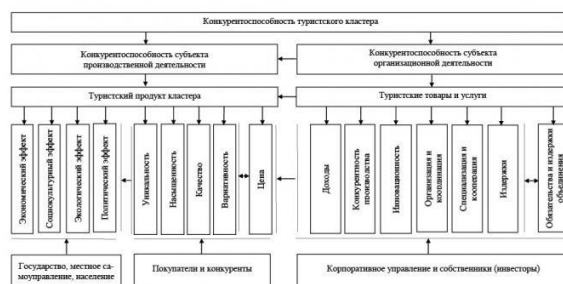 Конкурентоспособность туристского кластера
Конкурентоспособность субъекта
производственной деятельности
Конкурентоспособность субъекта
организационной деятельности
Туристский продукт кластера
Туристские товары и услуги
Экономический эффект
Социокультурный эффект
Экологический эффект
Политический эффект
Уникальность
Насыщенность
Качество
Вариативность
Цена
Доходы
Конкурентность
производства
Инновационность
Организация и
координация
Специализация и
кооперация
Издержки
Обязательства и издержки
объединения
Государство, местное са-
моуправление, население
Покупатели и конкуренты
Корпоративное управление и собственники (инвесторы)